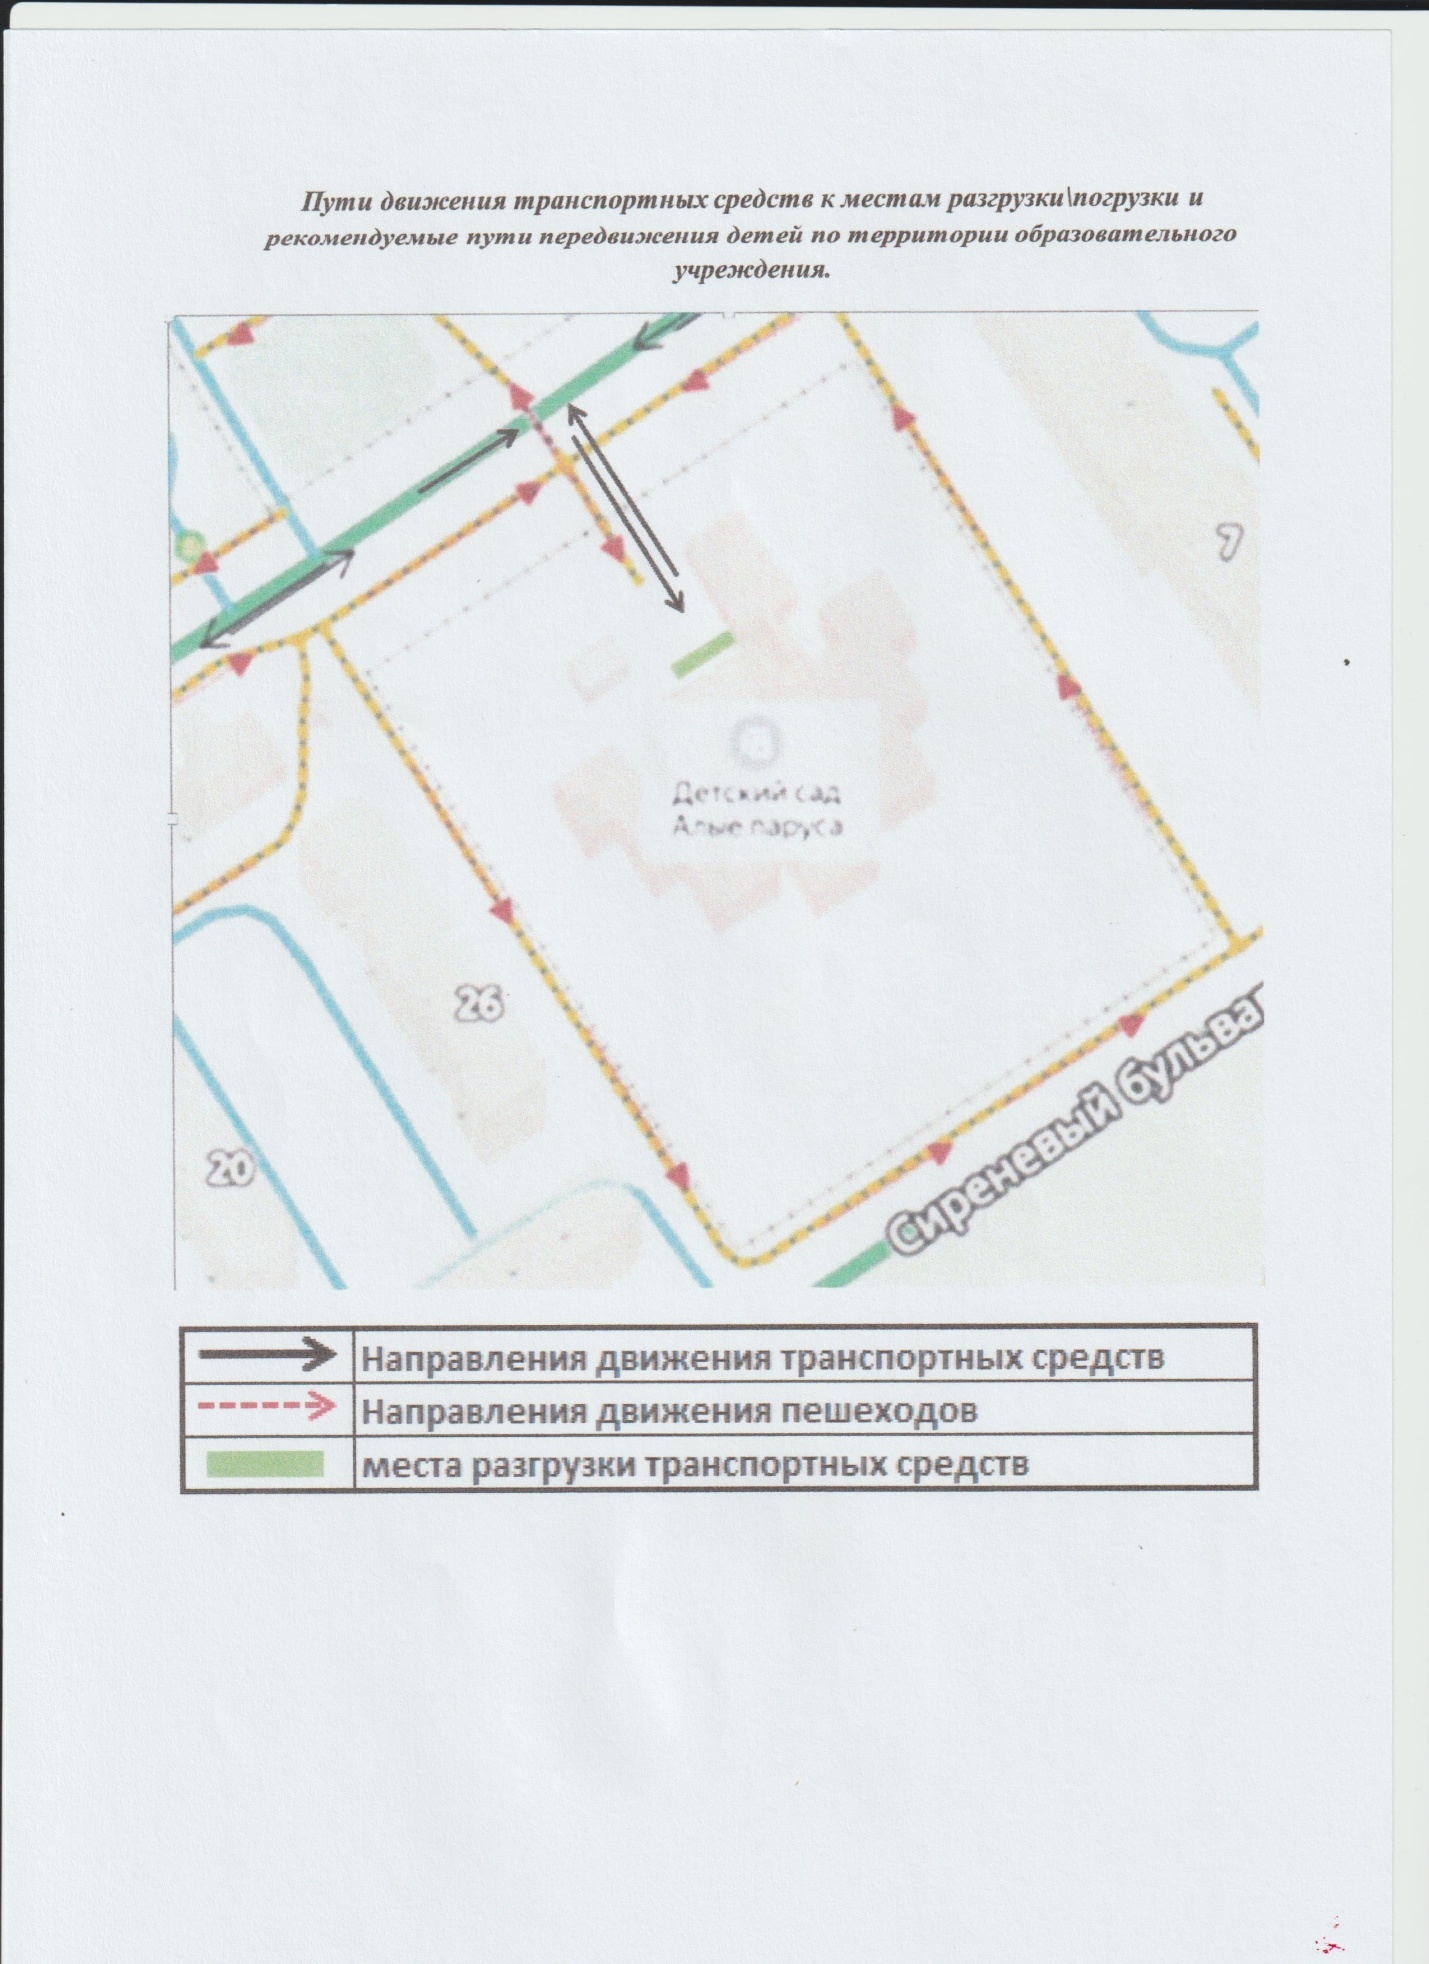 Пути движения транспортных средств к местам разгрузки\погрузки и
рекомендуемые пути передвижения детей по территории образовательного
учреждения.
7
Детский сад
Алые паруса
26
20
Сиреневый бульва
Направления движения транспортных средств
Направления движения пешеходов
места разгрузки транспортных средств